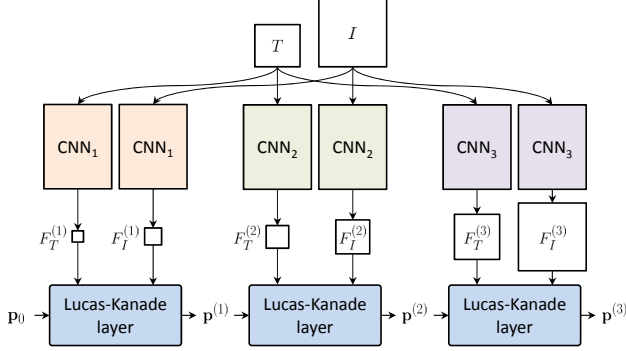 T I
CNN₁ CNN₁ CNN₂ CNN₂ CNN₃ CNN₃
F_T^{(1)} F_I^{(1)} F_T^{(2)} F_I^{(2)} F_T^{(3)} F_I^{(3)}
p₀ Lucas-Kanade layer p^{(1)} Lucas-Kanade layer p^{(2)} Lucas-Kanade layer p^{(3)}